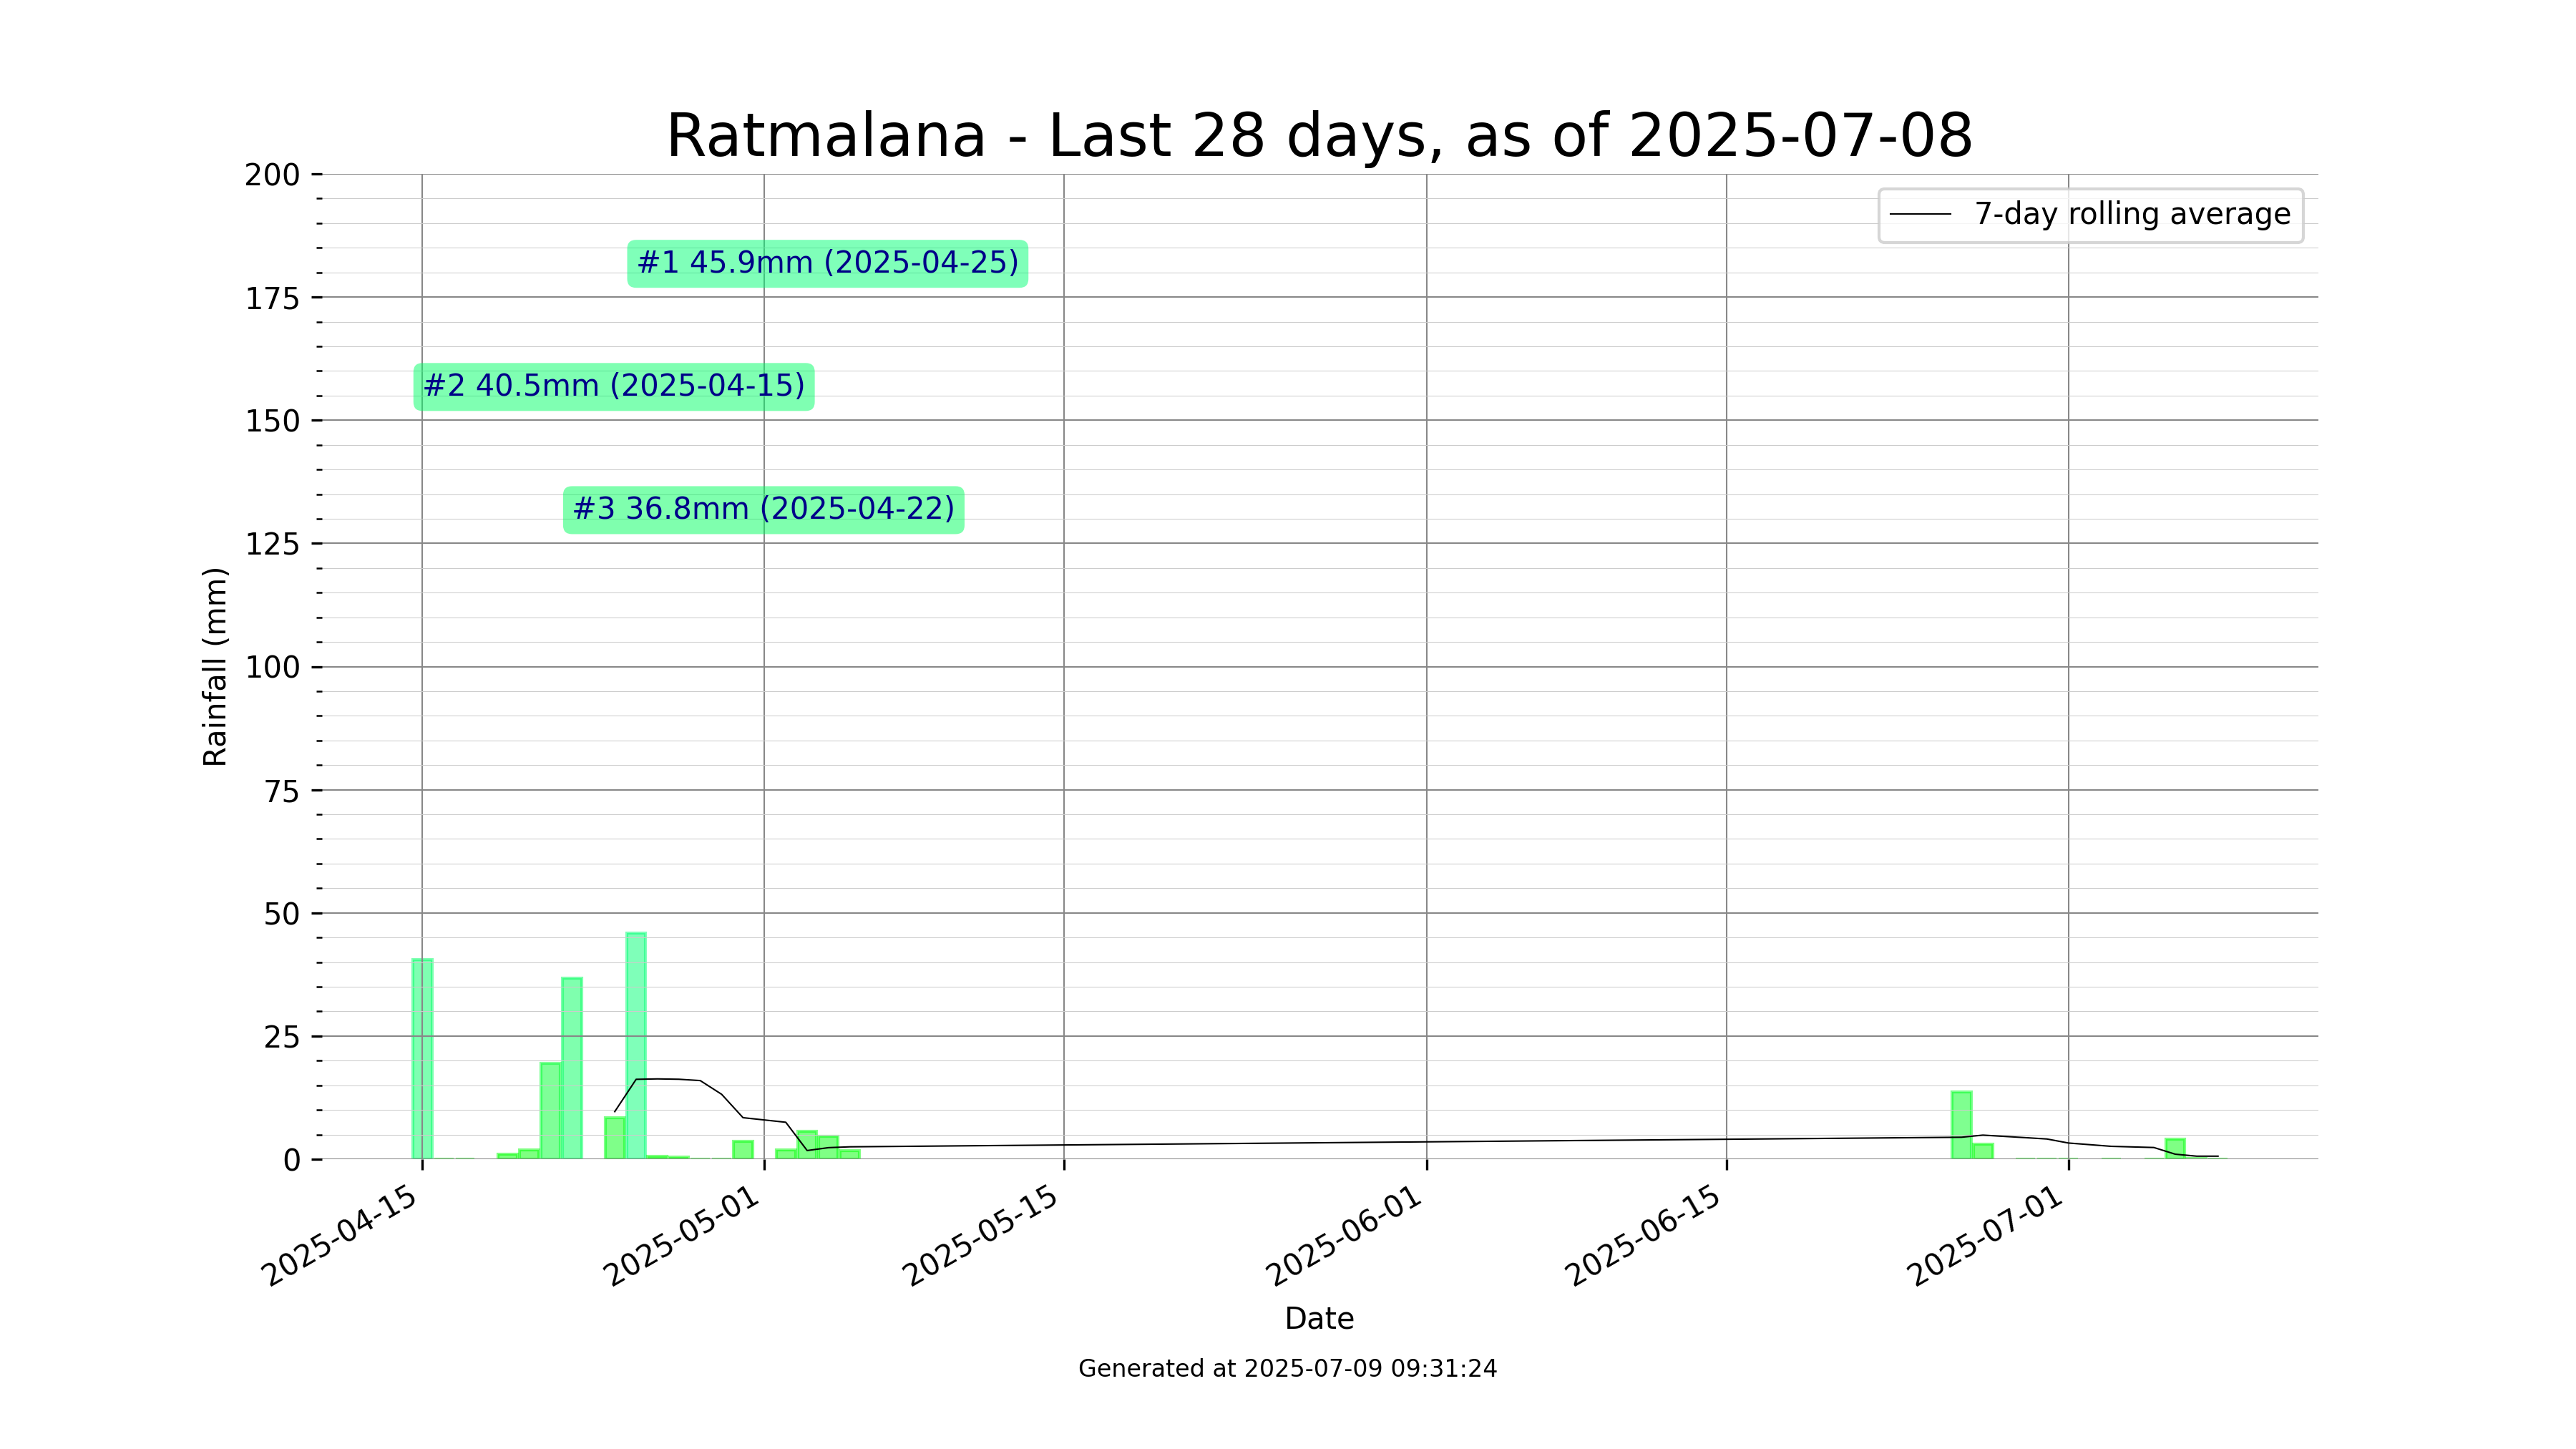 Ratmalana - Last 28 days, as of 2025-07-08
7-day rolling average
#1 45.9mm (2025-04-25)
#2 40.5mm (2025-04-15)
#3 36.8mm (2025-04-22)
Rainfall (mm)
200
175
150
125
100
75
50
25
0
2025-04-15
2025-05-01
2025-05-15
2025-06-01
2025-06-15
2025-07-01
Date
Generated at 2025-07-09 09:31:24